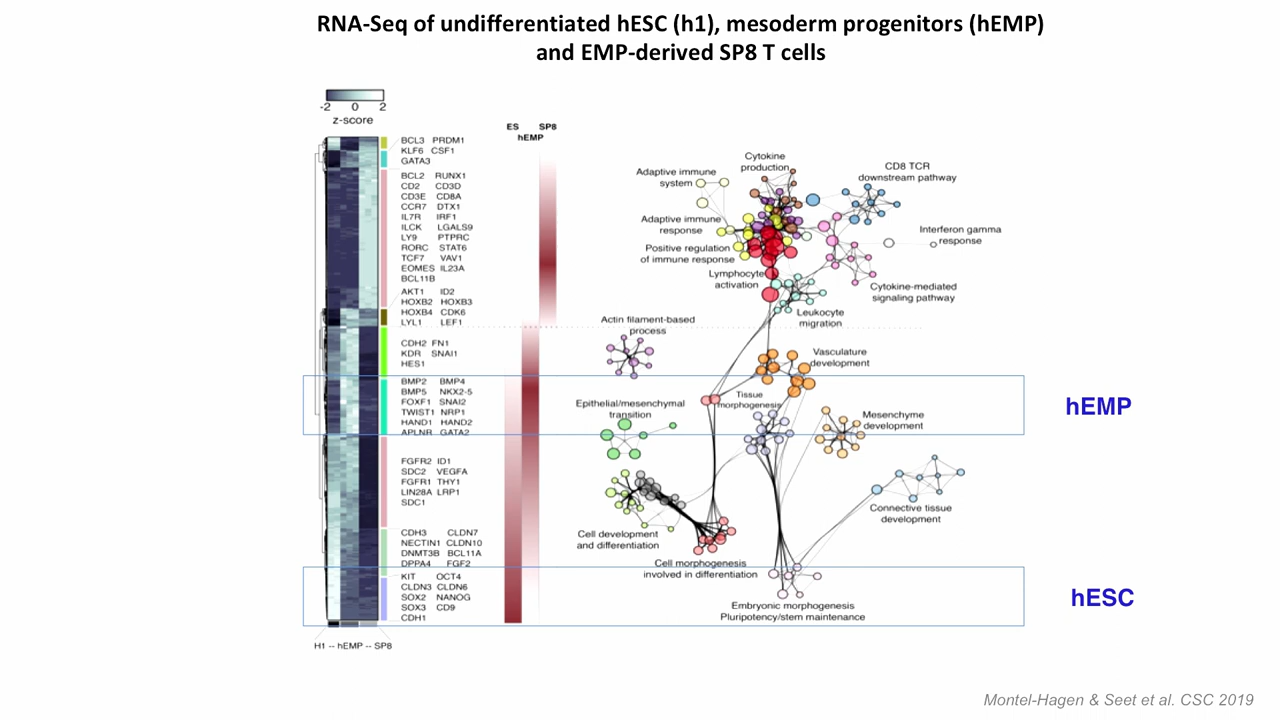 RNA-Seq of undifferentiated hESC (h1), mesoderm progenitors (hEMP)
and EMP-derived SP8 T cells
-2 0 2
z-score
ES SP8
hEMP
BCL3 PRDM1
KLF6 CSF1
GATA3
BCL2 RUNX1
CD2 CD3D
CD3E CD8A
CCR7 DTX1
IL7R IRF1
ILCK LGALS9
LY9 PTPRC
RORC STAT6
TCF7 VAV1
EOMES IL23A
BCL11B
AKT1 ID2
HOXB2 HOXB3
HOXB4 CDK6
LYL1 LEF1
CDH2 FN1
KDR SNAI1
HES1
BMP2 BMP4
BMP5 NKX2-5
FOXF1 SNAI2
TWIST1 NRP1
HAND1 HAND2
APLNR GATA2
FGFR2 ID1
SDC2 VEGFA
FGFR1 THY1
LIN28A LRP1
SDC1
CDH3 CLDN7
NECTIN1 CLDN10
DNMT3B BCL11A
DPPA4 FGF2
KIT OCT4
CLDN3 CLDN6
SOX2 NANOG
SOX3 CD9
CDH1
H1 -- hEMP -- SP8
Cytokine
production
Adaptive immune
system
CD8 TCR
downstream pathway
Adaptive immune
response
Interferon gamma
response
Positive regulation
of immune response
Lymphocyte
activation
Cytokine-mediated
signaling pathway
Leukocyte
migration
Actin filament-based
process
Vasculature
development
Tissue
morphogenesis
Epithelial/mesenchymal
transition
Mesenchyme
development
Connective tissue
development
Cell development
and differentiation
Cell morphogenesis
involved in differentiation
Embryonic morphogenesis
Pluripotency/stem maintenance
hEMP
hESC
Montel-Hagen & Seet et al. CSC 2019